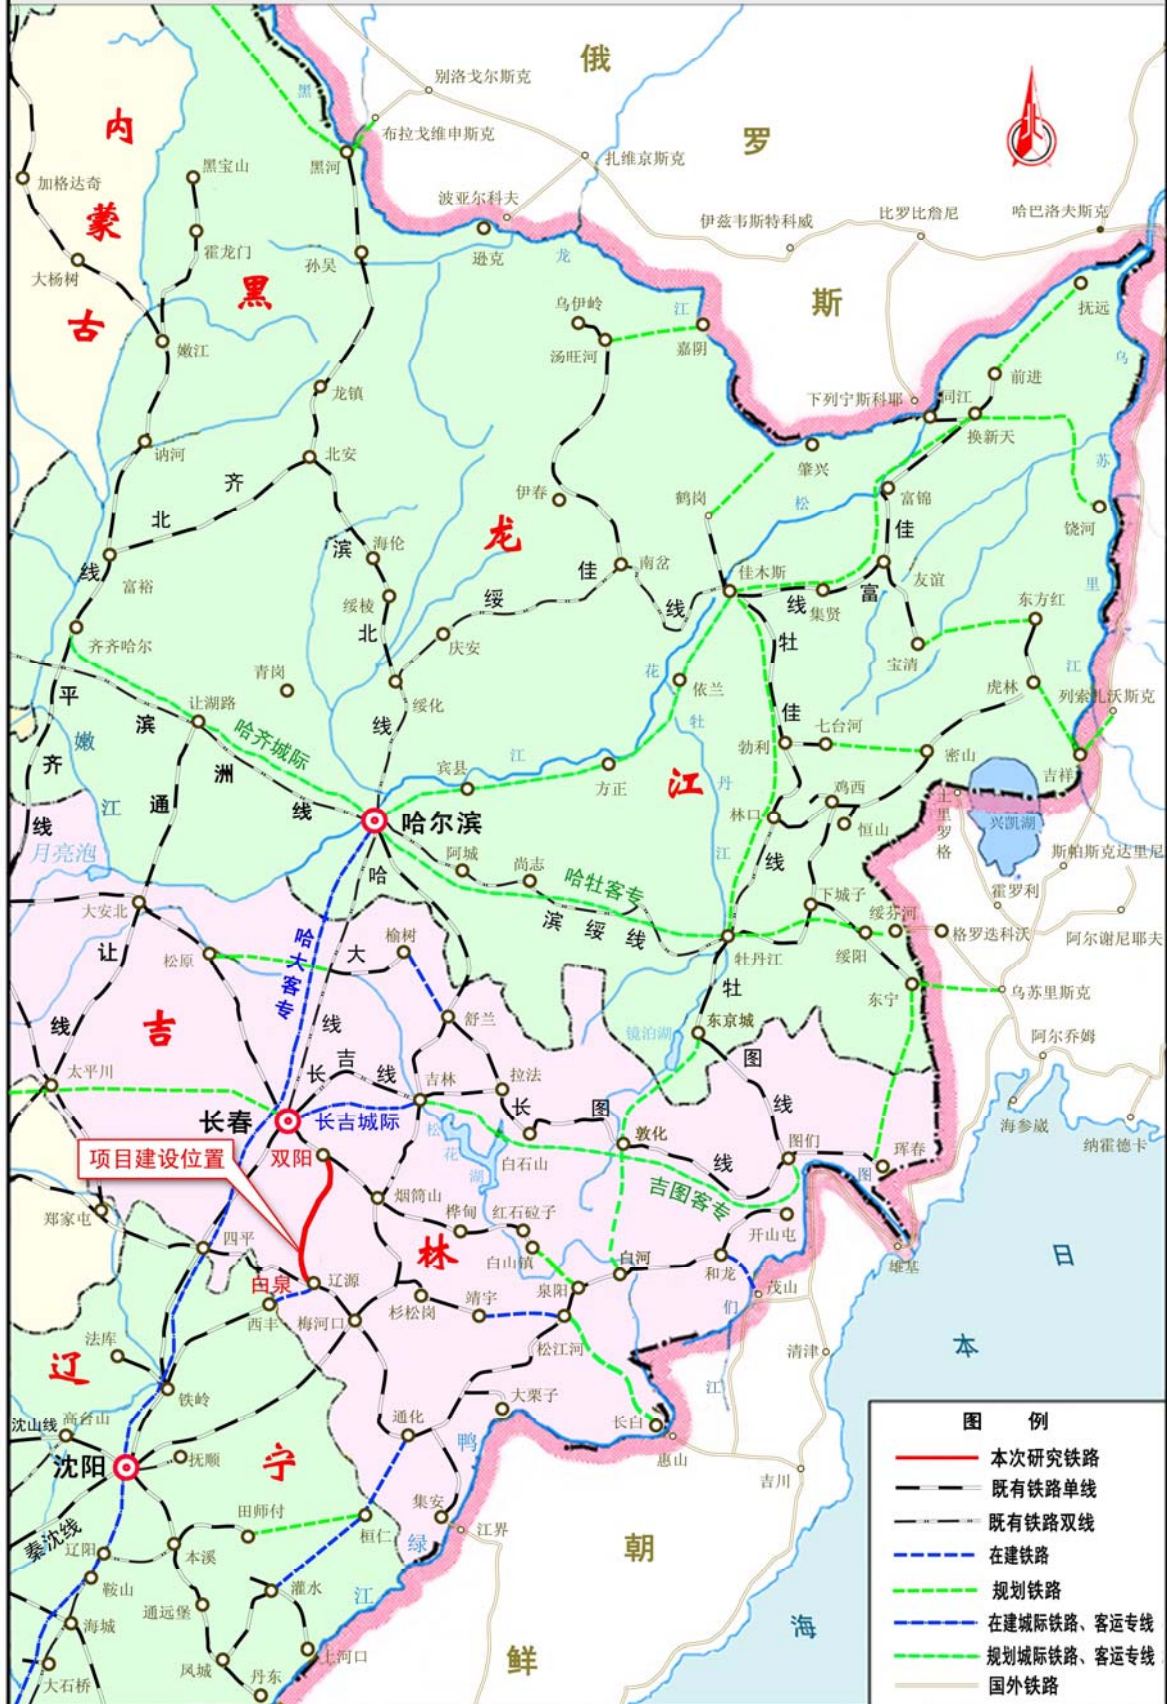 俄
罗
斯
别洛戈尔斯克
布拉戈维申斯克
扎维京斯克
波亚尔科夫
伊兹韦斯特科威
比罗比詹尼
哈巴洛夫斯克
下列宁斯科耶
内
蒙
古
加格达奇
大杨树
黑
龙
江
黑宝山
霍龙门
嫩江
讷河
黑河
孙吴
逊克
龙镇
北安
乌伊岭
汤旺河
嘉阴
黑
龙
江
抚远
前进
同江
换新天
乌
苏
里
江
肇兴
饶河
伊春
鹤岗
松
富锦
佳
富
线
友谊
集贤
宝清
东方红
虎林
列索扎沃斯克
吉祥
齐
北
线
富裕
齐齐哈尔
滨
北
线
海伦
绥棱
绥
佳
线
南岔
佳木斯
庆安
绥化
青岗
让湖路
哈齐城际
滨
洲
线
平
齐
线
嫩
江
通
让
线
月亮泡
花
江
依兰
牡
丹
江
宾县
方正
牡
佳
线
勃利
七台河
密山
鸡西
恒山
林口
土里罗格
兴凯湖
斯帕斯克达里尼
霍罗利
阿尔谢尼耶夫
哈尔滨
阿城
尚志
哈牡客专
滨绥线
下城子
绥芬河
绥阳
格罗迭科沃
牡丹江
东宁
乌苏里斯克
阿尔乔姆
海参崴
纳霍德卡
大安北
松原
哈
大
线
哈大客专
榆树
舒兰
镜泊湖
东京城
牡
图
线
吉
林
太平川
长
吉
线
吉林
拉法
长春
长吉城际
长
图
线
敦化
图们
珲春
图
们
江
松
花
湖
白石山
吉图客专
项目建设位置
双阳
烟筒山
桦甸
红石砬子
白山镇
白河
开山屯
和龙
茂山
雄基
郑家屯
四平
白泉
辽源
西丰
梅河口
杉松岗
靖宇
泉阳
松江河
清津
法库
辽
宁
铁岭
大栗子
长白
惠山
吉川
沈山线
高台山
沈阳
抚顺
通化
鸭
绿
江
田师付
集安
江界
桓仁
秦沈线
辽阳
本溪
鞍山
通远堡
灌水
海城
大石桥
凤城
丹东
上河口
朝
鲜
日
本
海
图 例
本次研究铁路
既有铁路单线
既有铁路双线
在建铁路
规划铁路
在建城际铁路、客运专线
规划城际铁路、客运专线
国外铁路